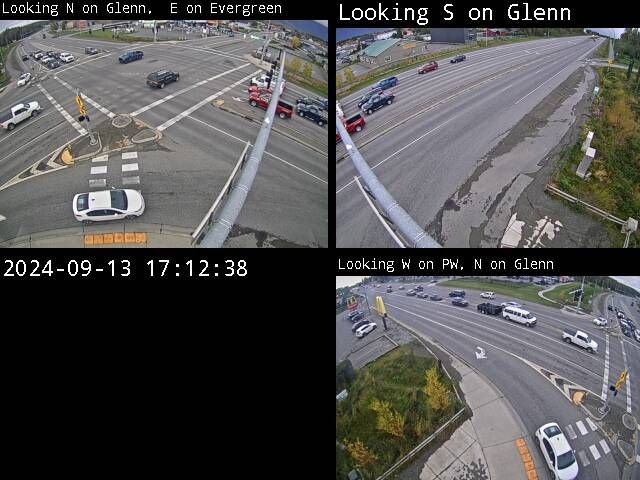 Looking N on Glenn,  E on Evergreen
Looking S on Glenn
2024-09-13 17:12:38
Looking W on PW, N on Glenn